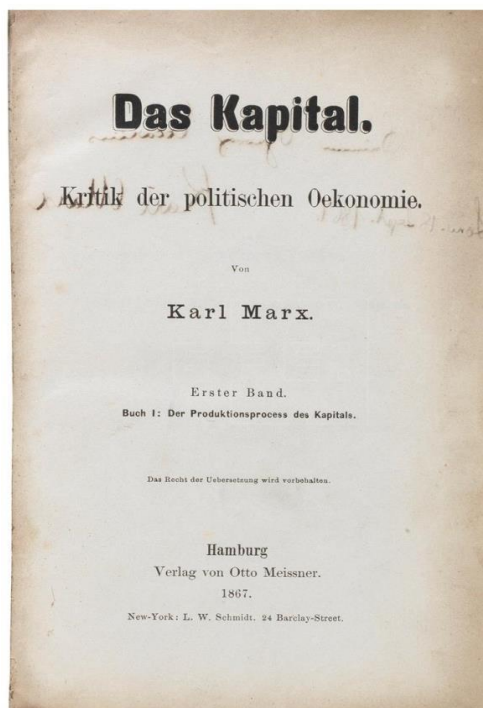 Das Kapital.
Kritik der politischen Oekonomie.
Von
Karl Marx.
Erster Band.
Buch I: Der Produktionsprocess des Kapitals.
Das Recht der Uebersetzung wird vorbehalten.
Hamburg
Verlag von Otto Meissner.
1867.
New-York: L. W. Schmidt. 24 Barclay-Street.